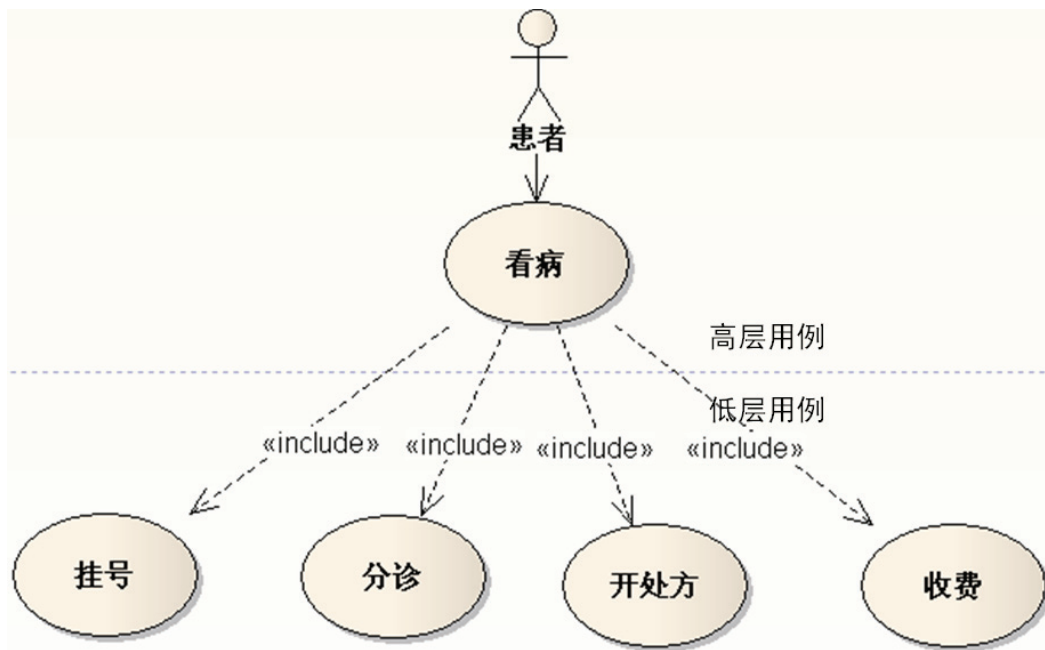 患者
看病
高层用例
低层用例
«include» «include» «include» «include»
挂号 分诊 开处方 收费